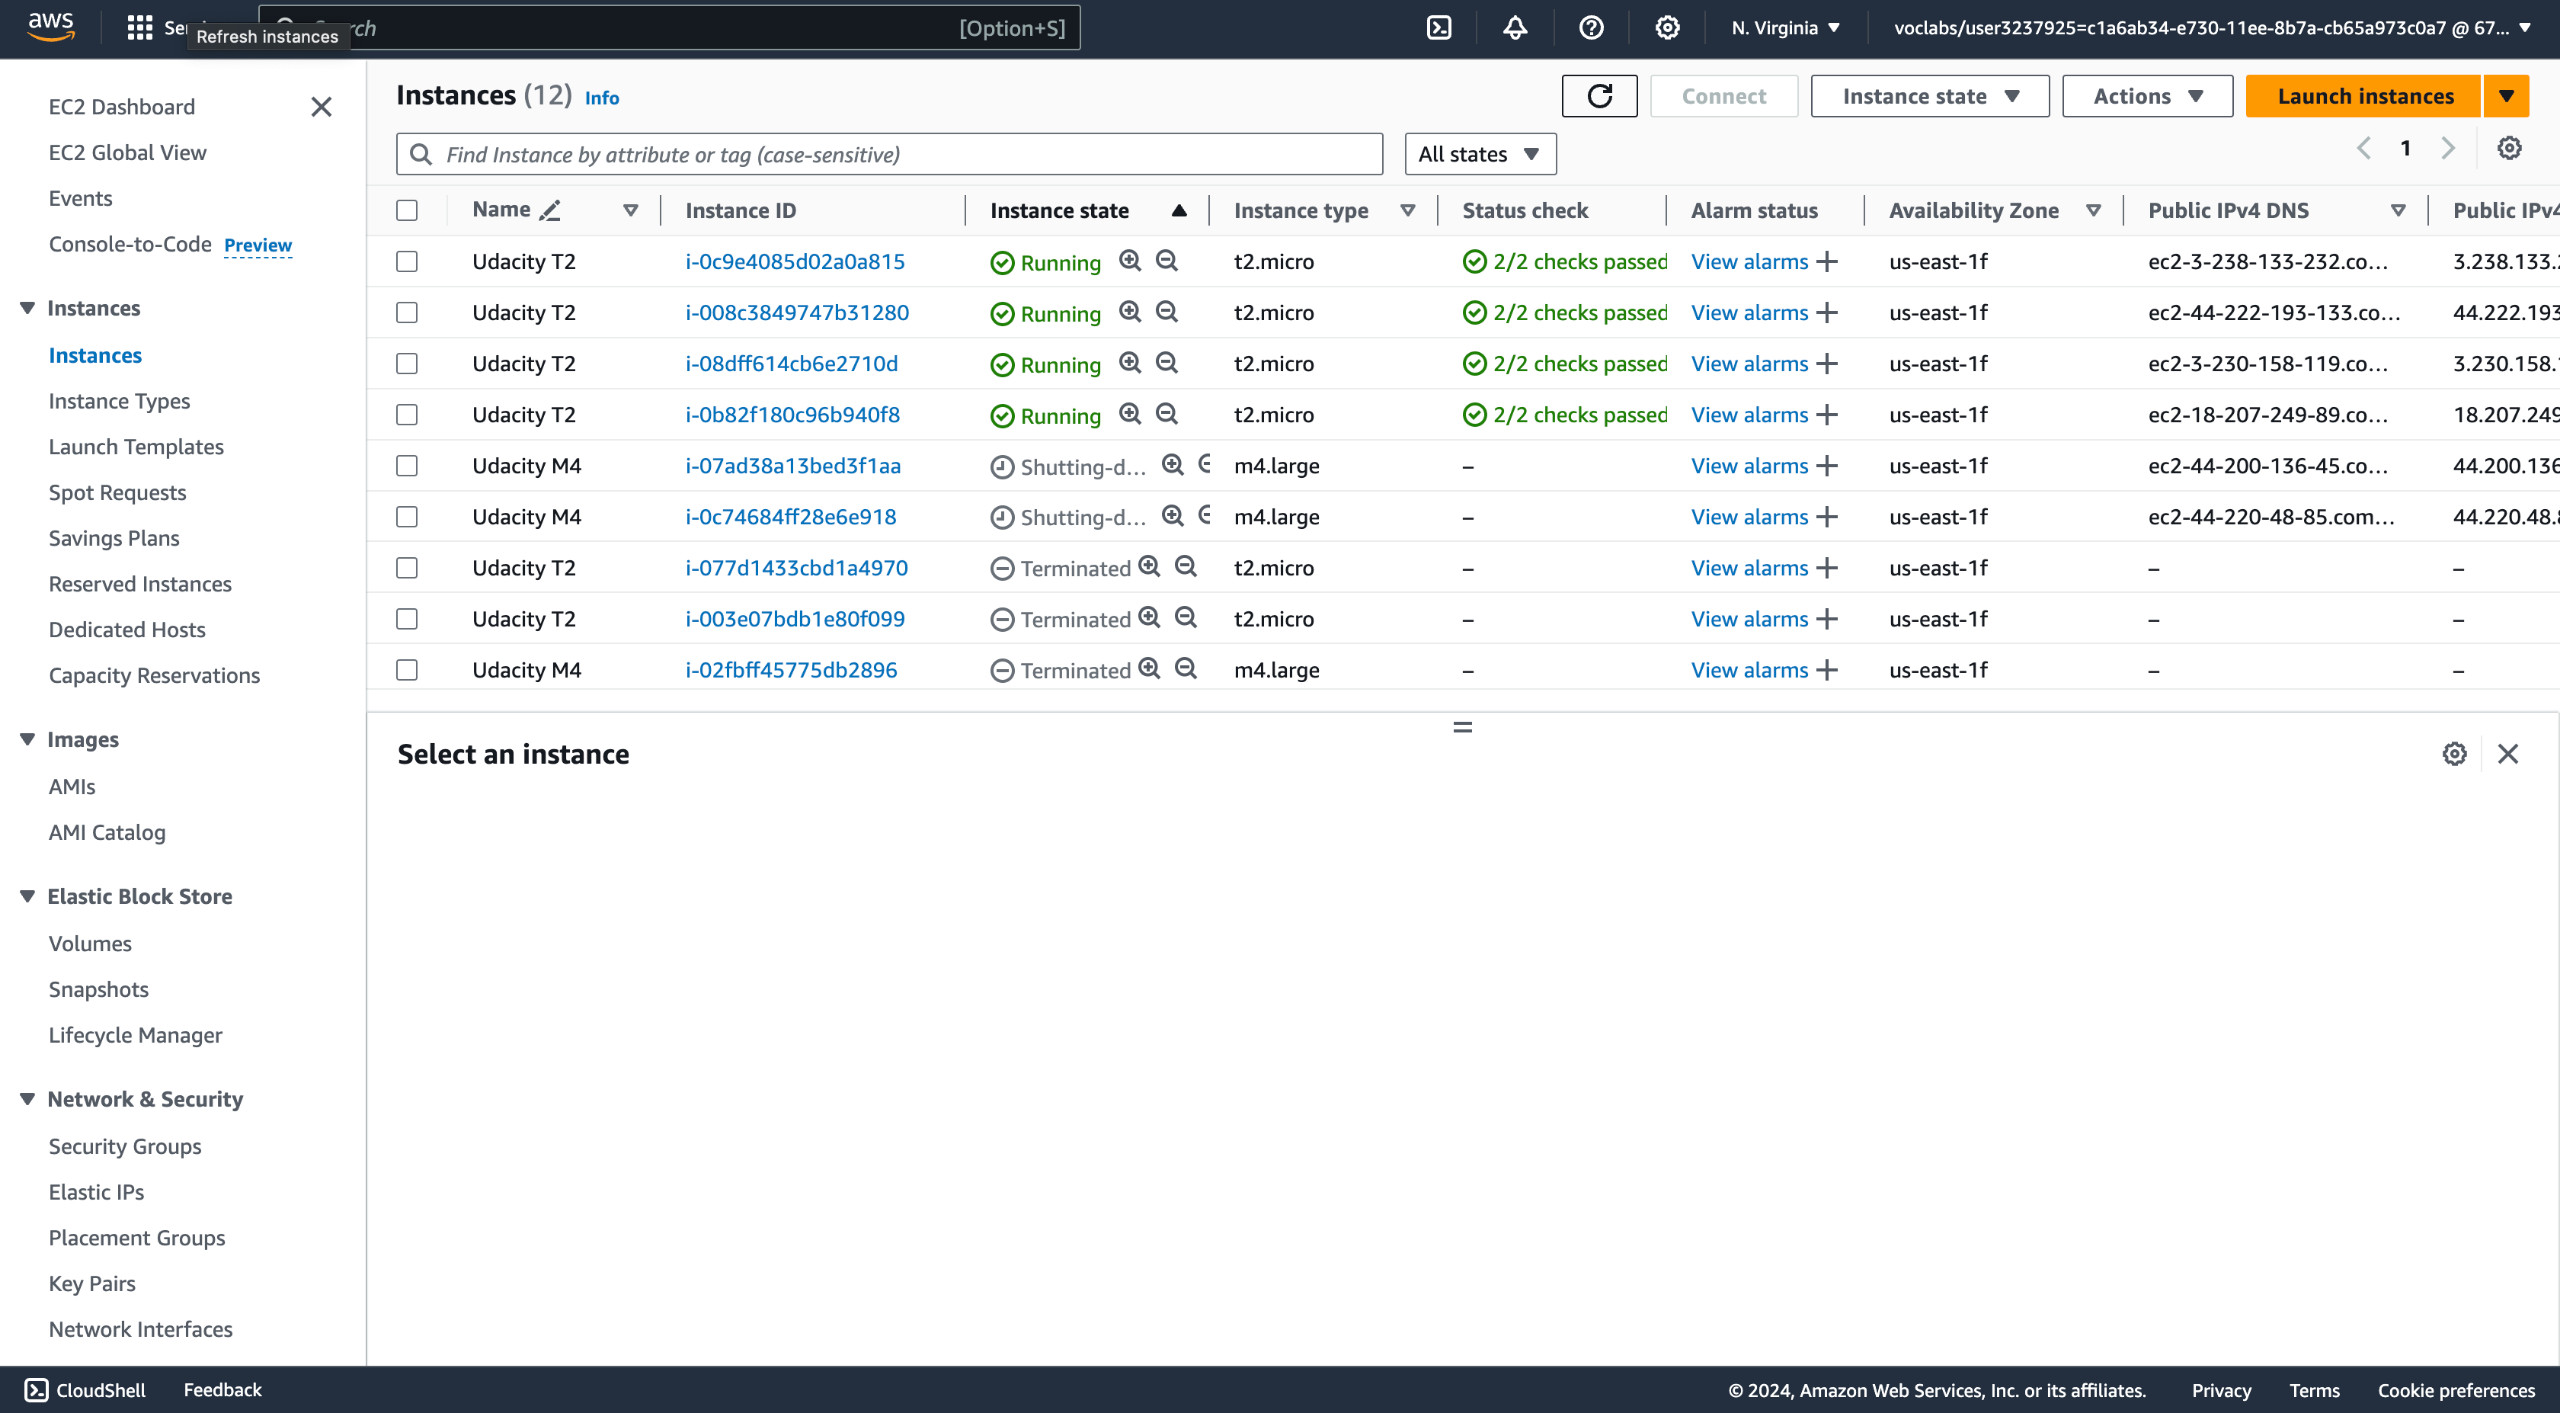 aws
Refresh instances
[Option+S]
N. Virginia
voclabs/user3237925=c1a6ab34-e730-11ee-8b7a-cb65a973c0a7 @ 67...
EC2 Dashboard
EC2 Global View
Events
Console-to-Code Preview
Instances
Instances
Instance Types
Launch Templates
Spot Requests
Savings Plans
Reserved Instances
Dedicated Hosts
Capacity Reservations
Images
AMIs
AMI Catalog
Elastic Block Store
Volumes
Snapshots
Lifecycle Manager
Network & Security
Security Groups
Elastic IPs
Placement Groups
Key Pairs
Network Interfaces
Instances (12) Info
Connect
Instance state
Actions
Launch instances
Find Instance by attribute or tag (case-sensitive)
All states
1
Name Instance ID Instance state Instance type Status check Alarm status Availability Zone Public IPv4 DNS Public IPv4
Udacity T2 i-0c9e4085d02a0a815 Running t2.micro 2/2 checks passed View alarms us-east-1f ec2-3-238-133-232.co... 3.238.133.
Udacity T2 i-008c3849747b31280 Running t2.micro 2/2 checks passed View alarms us-east-1f ec2-44-222-193-133.co... 44.222.193
Udacity T2 i-08dff614cb6e2710d Running t2.micro 2/2 checks passed View alarms us-east-1f ec2-3-230-158-119.co... 3.230.158.
Udacity T2 i-0b82f180c96b940f8 Running t2.micro 2/2 checks passed View alarms us-east-1f ec2-18-207-249-89.co... 18.207.249
Udacity M4 i-07ad38a13bed3f1aa Shutting-d... m4.large – View alarms us-east-1f ec2-44-200-136-45.co... 44.200.136
Udacity M4 i-0c74684ff28e6e918 Shutting-d... m4.large – View alarms us-east-1f ec2-44-220-48-85.com... 44.220.48.
Udacity T2 i-077d1433cbd1a4970 Terminated t2.micro – View alarms us-east-1f – –
Udacity T2 i-003e07bdb1e80f099 Terminated t2.micro – View alarms us-east-1f – –
Udacity M4 i-02fbff45775db2896 Terminated m4.large – View alarms us-east-1f – –
Select an instance
CloudShell Feedback
© 2024, Amazon Web Services, Inc. or its affiliates. Privacy Terms Cookie preferences